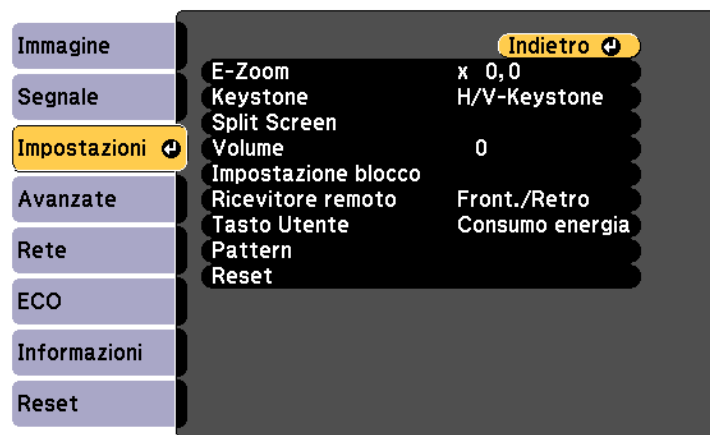 Immagine
Segnale
Impostazioni
Avanzate
Rete
ECO
Informazioni
Reset
Indietro
E-Zoom x 0,0
Keystone H/V-Keystone
Split Screen
Volume 0
Impostazione blocco
Ricevitore remoto Front./Retro
Tasto Utente Consumo energia
Pattern
Reset